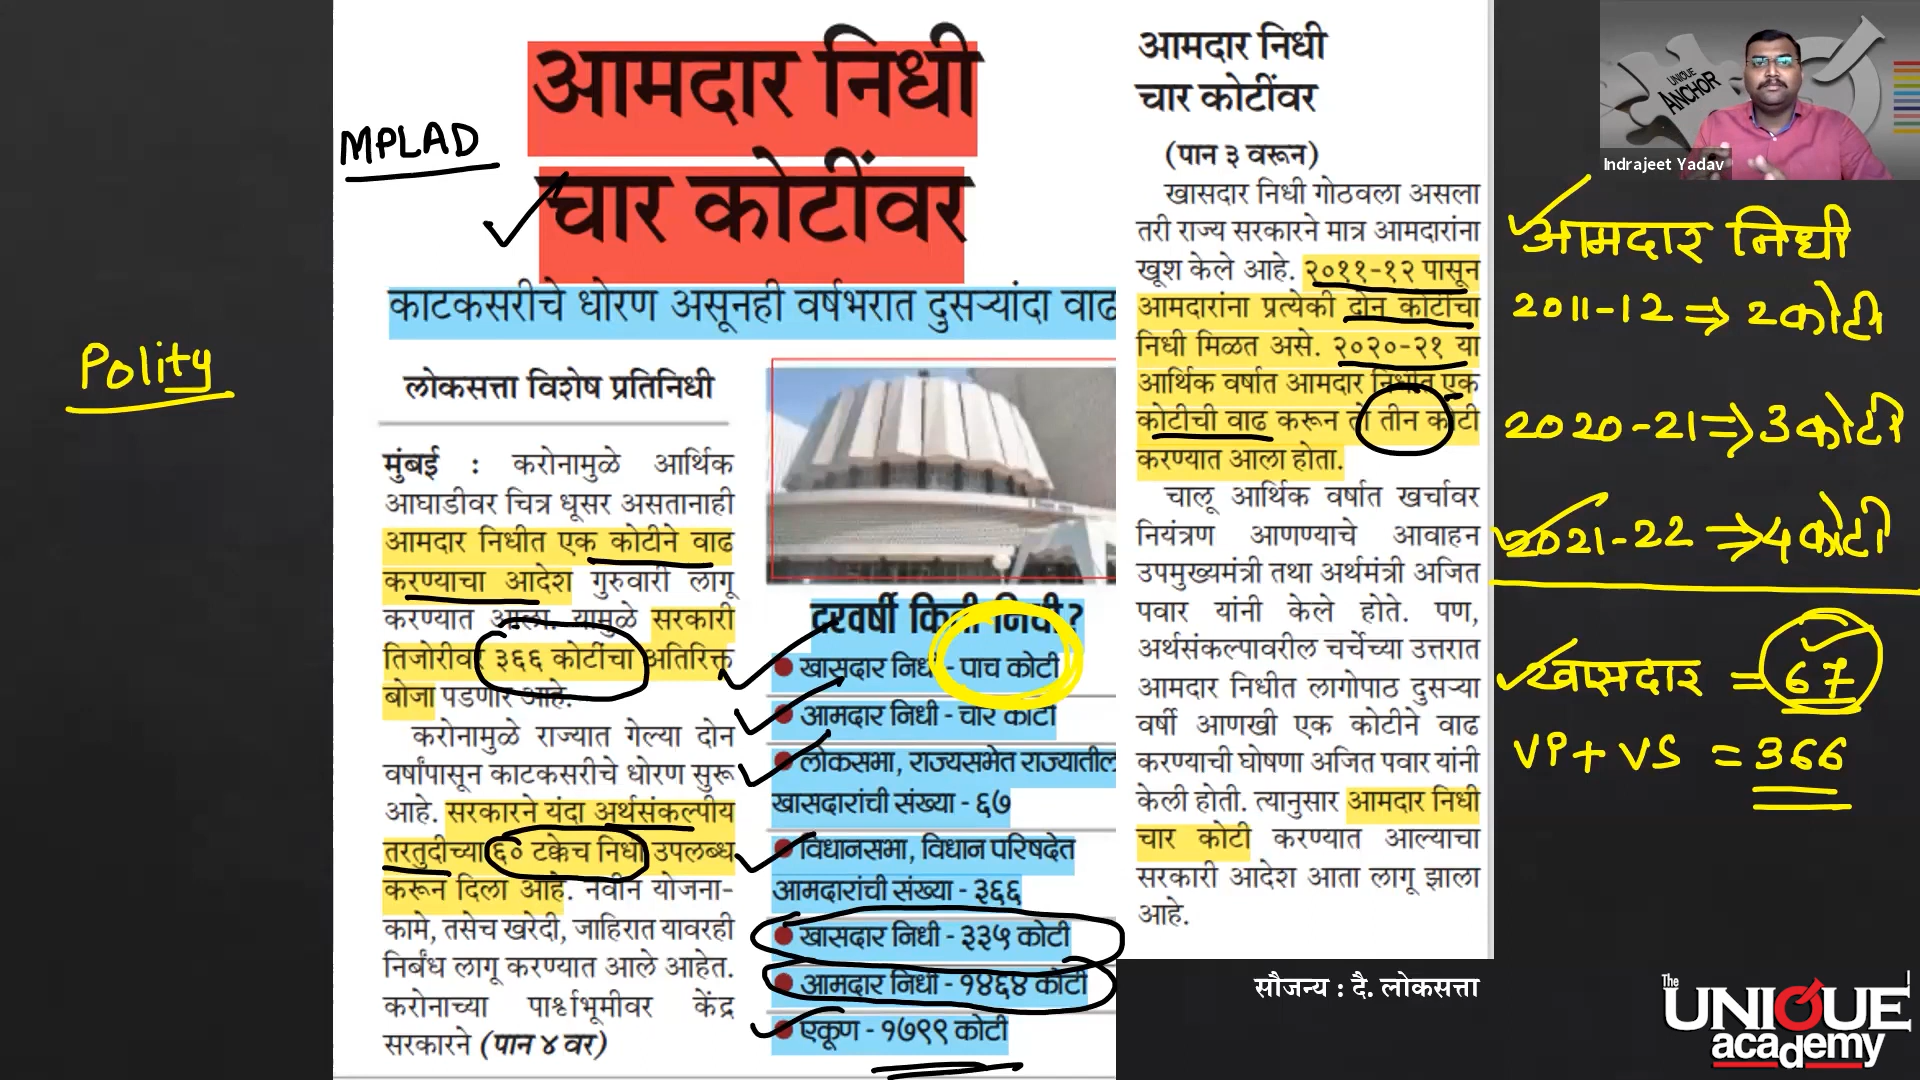 Polity
MPLAD
आमदार निधी
चार कोटींवर
काटकसरीचे धोरण असूनही वर्षभरात दुसऱ्यांदा वाढ
लोकसत्ता विशेष प्रतिनिधी
मुंबई : करोनामुळे आर्थिक
आघाडीवर चित्र धूसर असतानाही
आमदार निधीत एक कोटीने वाढ
करण्याचा आदेश गुरुवारी लागू
करण्यात आला. यामुळे सरकारी
तिजोरीवर ३६६ कोटींचा अतिरिक्त
बोजा पडणार आहे.
करोनामुळे राज्यात गेल्या दोन
वर्षांपासून काटकसरीचे धोरण सुरू
आहे. सरकारने यंदा अर्थसंकल्पीय
तरतुदीच्या ६० टक्केच निधी उपलब्ध
करून दिला आहे. नवीन योजना-
कामे, तसेच खरेदी, जाहिरात यावरही
निर्बंध लागू करण्यात आले आहेत.
करोनाच्या पार्श्वभूमीवर केंद्र
सरकारने (पान ४ वर)
दरवर्षी किती निधी?
खासदार निधी - पाच कोटी
आमदार निधी - चार कोटी
लोकसभा, राज्यसभेत राज्यातील
खासदारांची संख्या - ६७
विधानसभा, विधान परिषदेत
आमदारांची संख्या - ३६६
खासदार निधी - ३३५ कोटी
आमदार निधी - १४६४ कोटी
एकूण - १७९९ कोटी
आमदार निधी
चार कोटींवर
(पान ३ वरून)
खासदार निधी गोठवला असला
तरी राज्य सरकारने मात्र आमदारांना
खूश केले आहे. २०११-१२ पासून
आमदारांना प्रत्येकी दोन कोटींचा
निधी मिळत असे. २०२०-२१ या
आर्थिक वर्षात आमदार निधीत एक
कोटीची वाढ करून तो तीन कोटी
करण्यात आला होता.
चालू आर्थिक वर्षात खर्चावर
नियंत्रण आणण्याचे आवाहन
उपमुख्यमंत्री तथा अर्थमंत्री अजित
पवार यांनी केले होते. पण,
अर्थसंकल्पावरील चर्चेच्या उत्तरात
आमदार निधीत लागोपाठ दुसऱ्या
वर्षी आणखी एक कोटीने वाढ
करण्याची घोषणा अजित पवार यांनी
केली होती. त्यानुसार आमदार निधी
चार कोटी करण्यात आल्याचा
सरकारी आदेश आता लागू झाला
आहे.
सौजन्य : दै. लोकसत्ता
UNIQUE
ANCHOR
Indrajeet Yadav
आमदार निधी
2011-12 ⇒ 2 कोटी
2020-21 ⇒ 3 कोटी
2021-22 ⇒ 4 कोटी
खासदार = 67
VP + VS = 366
The
UNIQUE
academy